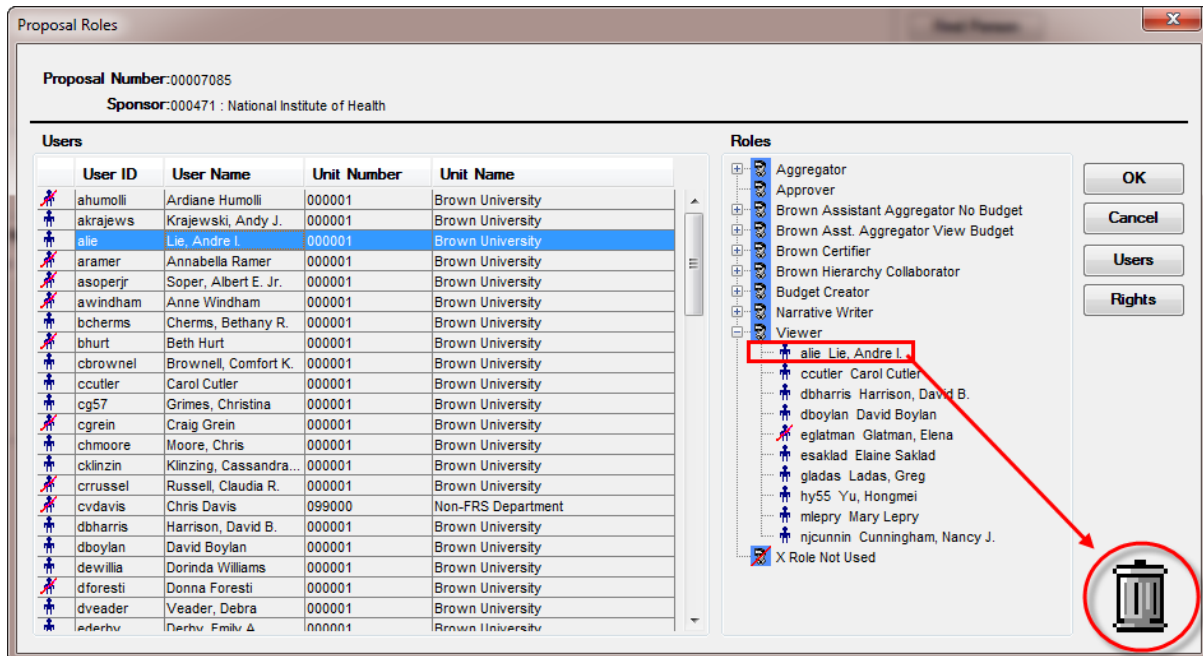 Proposal Roles
Proposal Number:00007085
Sponsor:000471 : National Institute of Health
Users
User ID User Name Unit Number Unit Name
ahumolli Ardiane Humolli 000001 Brown University
akrajews Krajewski, Andy J. 000001 Brown University
alie Lie, Andre I. 000001 Brown University
aramer Annabella Ramer 000001 Brown University
asoperjr Soper, Albert E. Jr. 000001 Brown University
awindham Anne Windham 000001 Brown University
bcherms Cherms, Bethany R. 000001 Brown University
bhurt Beth Hurt 000001 Brown University
cbrownel Brownell, Comfort K. 000001 Brown University
ccutler Carol Cutler 000001 Brown University
cg57 Grimes, Christina 000001 Brown University
cgrein Craig Grein 000001 Brown University
chmoore Moore, Chris 000001 Brown University
cklinzin Klinzing, Cassandra... 000001 Brown University
crrussel Russell, Claudia R. 000001 Brown University
cvdavis Chris Davis 099000 Non-FRS Department
dbharris Harrison, David B. 000001 Brown University
dboylan David Boylan 000001 Brown University
dewillia Dorinda Williams 000001 Brown University
dforesti Donna Foresti 000001 Brown University
dveader Veader, Debra 000001 Brown University
ederby Derby, Emily A 000001 Brown University
Roles
Aggregator
Approver
Brown Assistant Aggregator No Budget
Brown Asst. Aggregator View Budget
Brown Certifier
Brown Hierarchy Collaborator
Budget Creator
Narrative Writer
Viewer
alie Lie, Andre I.
ccutler Carol Cutler
dbharris Harrison, David B.
dboylan David Boylan
eglatman Glatman, Elena
esaklad Elaine Saklad
gladas Ladas, Greg
hy55 Yu, Hongmei
mlepry Mary Lepry
njcunnin Cunningham, Nancy J.
X Role Not Used
OK
Cancel
Users
Rights